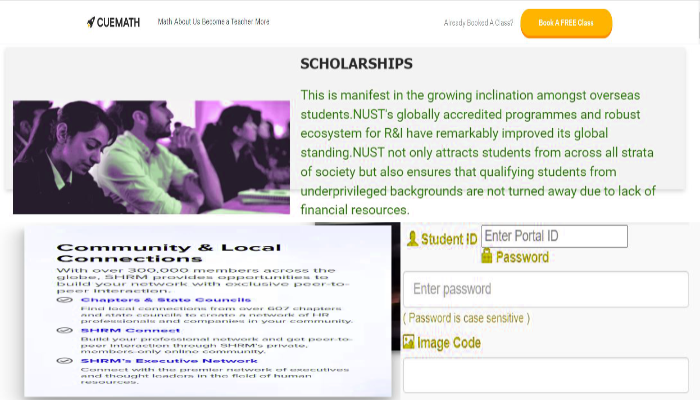 CUEMATH Math About Us Become a Teacher More Already Booked A Class? Book A FREE Class
SCHOLARSHIPS
This is manifest in the growing inclination amongst overseas
students.NUST's globally accredited programmes and robust
ecosystem for R&I have remarkably improved its global
standing.NUST not only attracts students from across all strata
of society but also ensures that qualifying students from
underprivileged backgrounds are not turned away due to lack of
financial resources.
Community & Local
Connections
With over 300,000 members across the
globe, SHRM provides opportunities to
build your network with exclusive peer-to-
peer interaction.
Chapters & State Councils
Find local connections from over 607 chapters
and state councils to create a network of HR
professionals and companies in your community.
SHRM Connect
Build your professional network and get peer-to-
peer interaction through SHRM's private,
members-only online community.
SHRM's Executive Network
Connect with the premier network of executives
and thought leaders in the field of human
resources.
Student ID Enter Portal ID
Password
Enter password
( Password is case sensitive )
Image Code